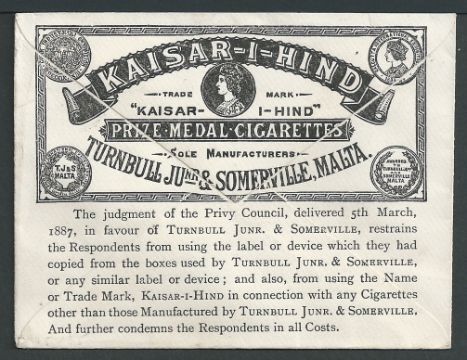 KAISAR-I-HIND
TRADE MARK
"KAISAR-I-HIND"
PRIZE·MEDAL·CIGARETTES
SOLE MANUFACTURERS
TURNBULL JUNR & SOMERVILLE, MALTA.
T.J&S
MALTA
The judgment of the Privy Council, delivered 5th March,
1887, in favour of TURNBULL JUNR. & SOMERVILLE, restrains
the Respondents from using the label or device which they had
copied from the boxes used by TURNBULL JUNR. & SOMERVILLE,
or any similar label or device; and also, from using the Name
or Trade Mark, KAISAR-I-HIND in connection with any Cigarettes
other than those Manufactured by TURNBULL JUNR. & SOMERVILLE.
And further condemns the Respondents in all Costs.